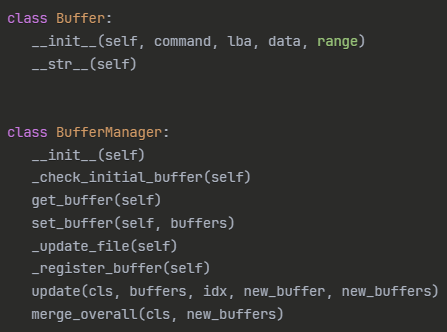 class Buffer:
__init__(self, command, lba, data, range)
__str__(self)
class BufferManager:
__init__(self)
_check_initial_buffer(self)
get_buffer(self)
set_buffer(self, buffers)
_update_file(self)
_register_buffer(self)
update(cls, buffers, idx, new_buffer, new_buffers)
merge_overall(cls, new_buffers)